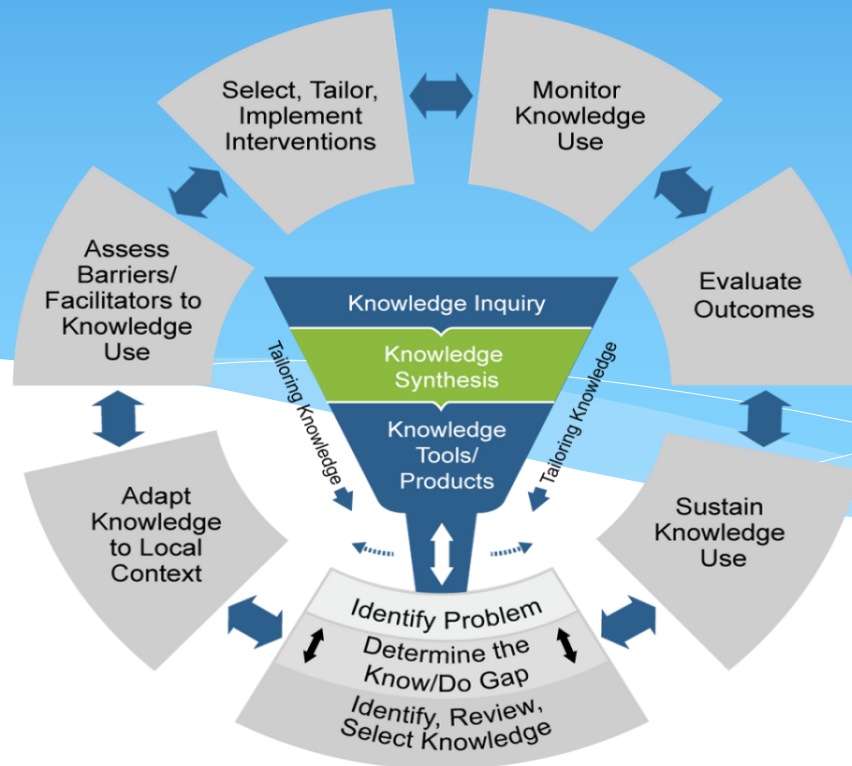 Select, Tailor,
Implement
Interventions
Monitor
Knowledge
Use
Assess
Barriers/
Facilitators to
Knowledge
Use
Evaluate
Outcomes
Knowledge Inquiry
Knowledge
Synthesis
Knowledge
Tools/
Products
Tailoring Knowledge
Tailoring Knowledge
Adapt
Knowledge
to Local
Context
Sustain
Knowledge
Use
Identify Problem
Determine the
Know/Do Gap
Identify, Review,
Select Knowledge